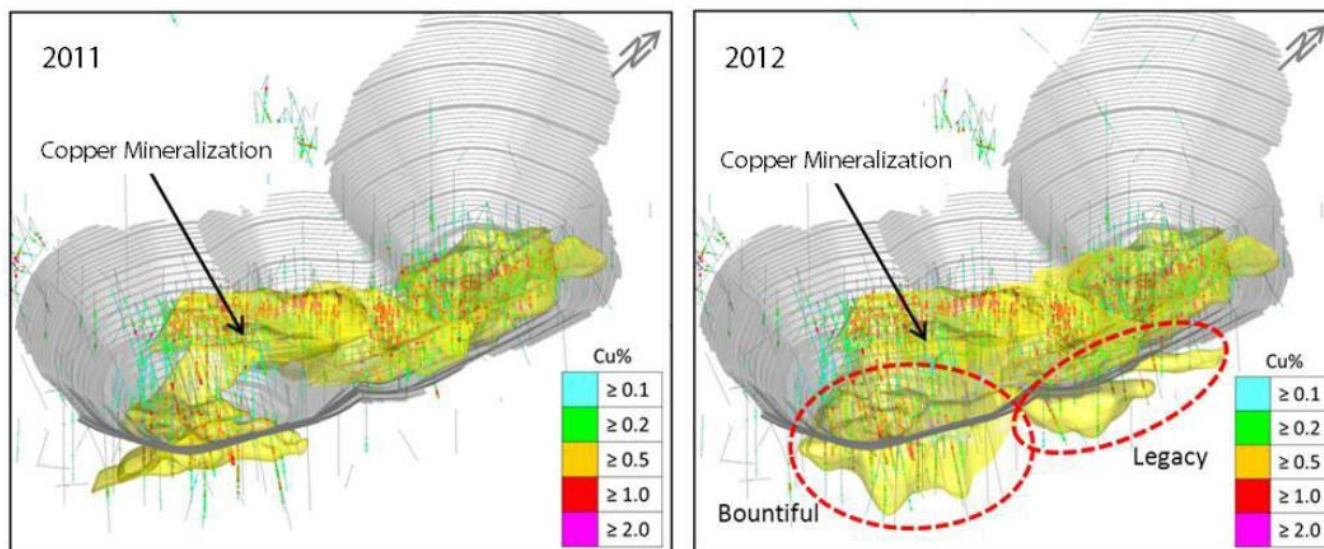 2011
N
Copper Mineralization
Cu%
≥ 0.1
≥ 0.2
≥ 0.5
≥ 1.0
≥ 2.0
2012
N
Copper Mineralization
Cu%
≥ 0.1
≥ 0.2
≥ 0.5
≥ 1.0
≥ 2.0
Legacy
Bountiful